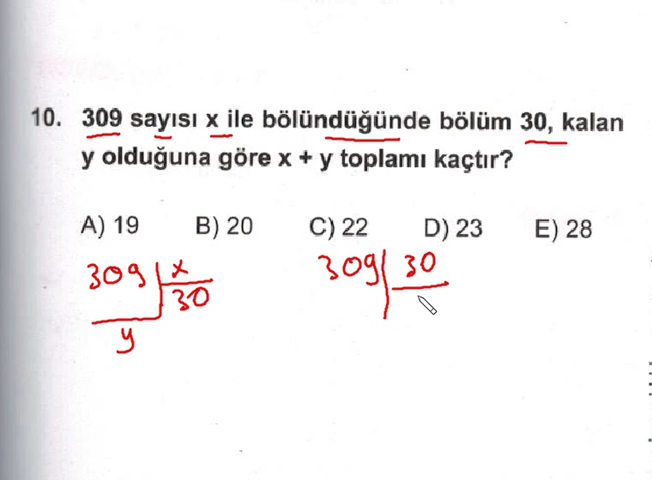 10. 309 sayısı x ile bölündüğünde bölüm 30, kalan
y olduğuna göre x + y toplamı kaçtır?
A) 19 B) 20 C) 22 D) 23 E) 28
309 x 309 30
30
y